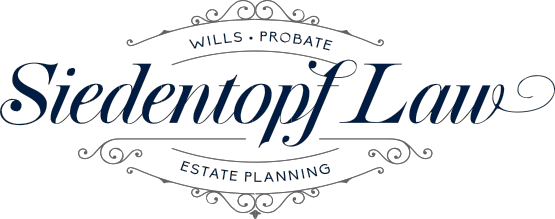 WILLS • PROBATE
Siedentopf Law
ESTATE PLANNING